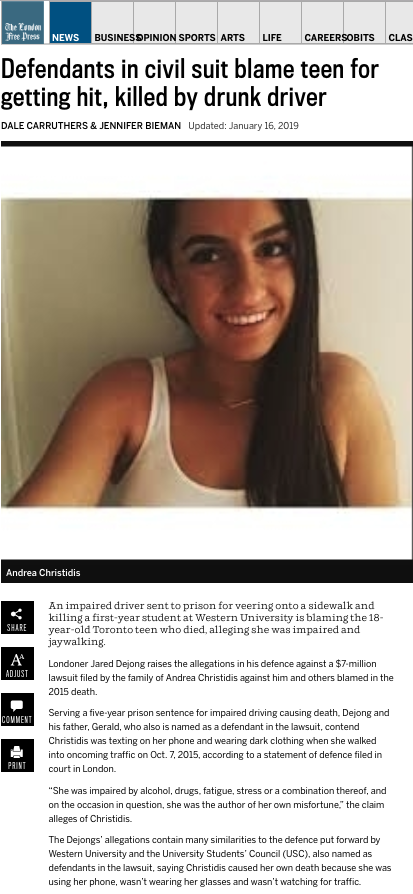 The London
Free Press
NEWS BUSINESS OPINION SPORTS ARTS LIFE CAREERS OBITS CLAS
Defendants in civil suit blame teen for
getting hit, killed by drunk driver
DALE CARRUTHERS & JENNIFER BIEMAN Updated: January 16, 2019
Andrea Christidis
SHARE
AA
ADJUST
COMMENT
PRINT
An impaired driver sent to prison for veering onto a sidewalk and
killing a first-year student at Western University is blaming the 18-
year-old Toronto teen who died, alleging she was impaired and
jaywalking.
Londoner Jared Dejong raises the allegations in his defence against a $7-million
lawsuit filed by the family of Andrea Christidis against him and others blamed in the
2015 death.
Serving a five-year prison sentence for impaired driving causing death, Dejong and
his father, Gerald, who also is named as a defendant in the lawsuit, contend
Christidis was texting on her phone and wearing dark clothing when she walked
into oncoming traffic on Oct. 7, 2015, according to a statement of defence filed in
court in London.
“She was impaired by alcohol, drugs, fatigue, stress or a combination thereof, and
on the occasion in question, she was the author of her own misfortune,” the claim
alleges of Christidis.
The Dejongs’ allegations contain many similarities to the defence put forward by
Western University and the University Students’ Council (USC), also named as
defendants in the lawsuit, saying Christidis caused her own death because she was
using her phone, wasn’t wearing her glasses and wasn’t watching for traffic.